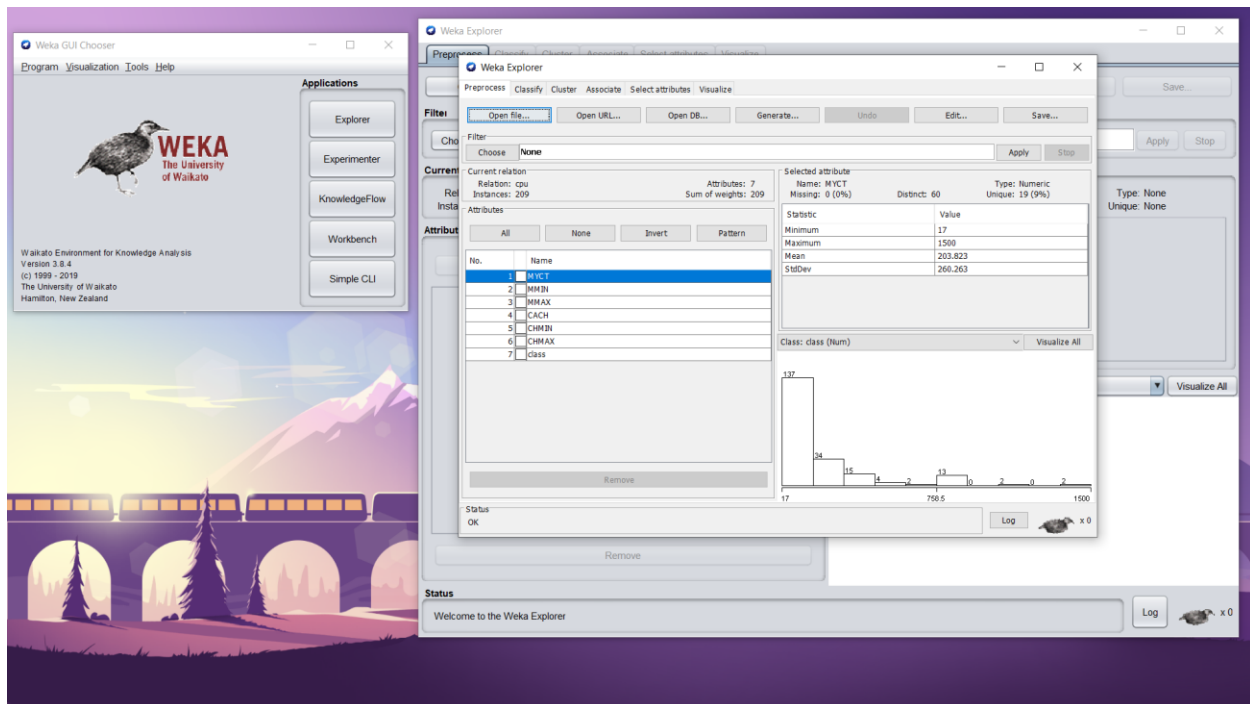 Weka GUI Chooser
Program Visualization Tools Help
WEKA
The University
of Waikato
Waikato Environment for Knowledge Analysis
Version 3.8.4
(c) 1999 - 2019
The University of Waikato
Hamilton, New Zealand
Applications
Explorer
Experimenter
KnowledgeFlow
Workbench
Simple CLI
Weka Explorer
Save...
Apply Stop
Type: None
Unique: None
Visualize All
Remove
Status
Welcome to the Weka Explorer
Log x 0
Weka Explorer
Preprocess Classify Cluster Associate Select attributes Visualize
Open file... Open URL... Open DB... Generate... Undo Edit... Save...
Filter
Choose None Apply Stop
Current relation
Relation: cpu Attributes: 7
Instances: 209 Sum of weights: 209
Attributes
All None Invert Pattern
No. Name
1 MYCT
2 MMIN
3 MMAX
4 CACH
5 CHMIN
6 CHMAX
7 class
Remove
Selected attribute
Name: MYCT Type: Numeric
Missing: 0 (0%) Distinct: 60 Unique: 19 (9%)
Statistic Value
Minimum 17
Maximum 1500
Mean 203.823
StdDev 260.263
Class: class (Num) Visualize All
137
34
15
4
2
13
0
2
0
2
17 758.5 1500
Status
OK
Log x 0